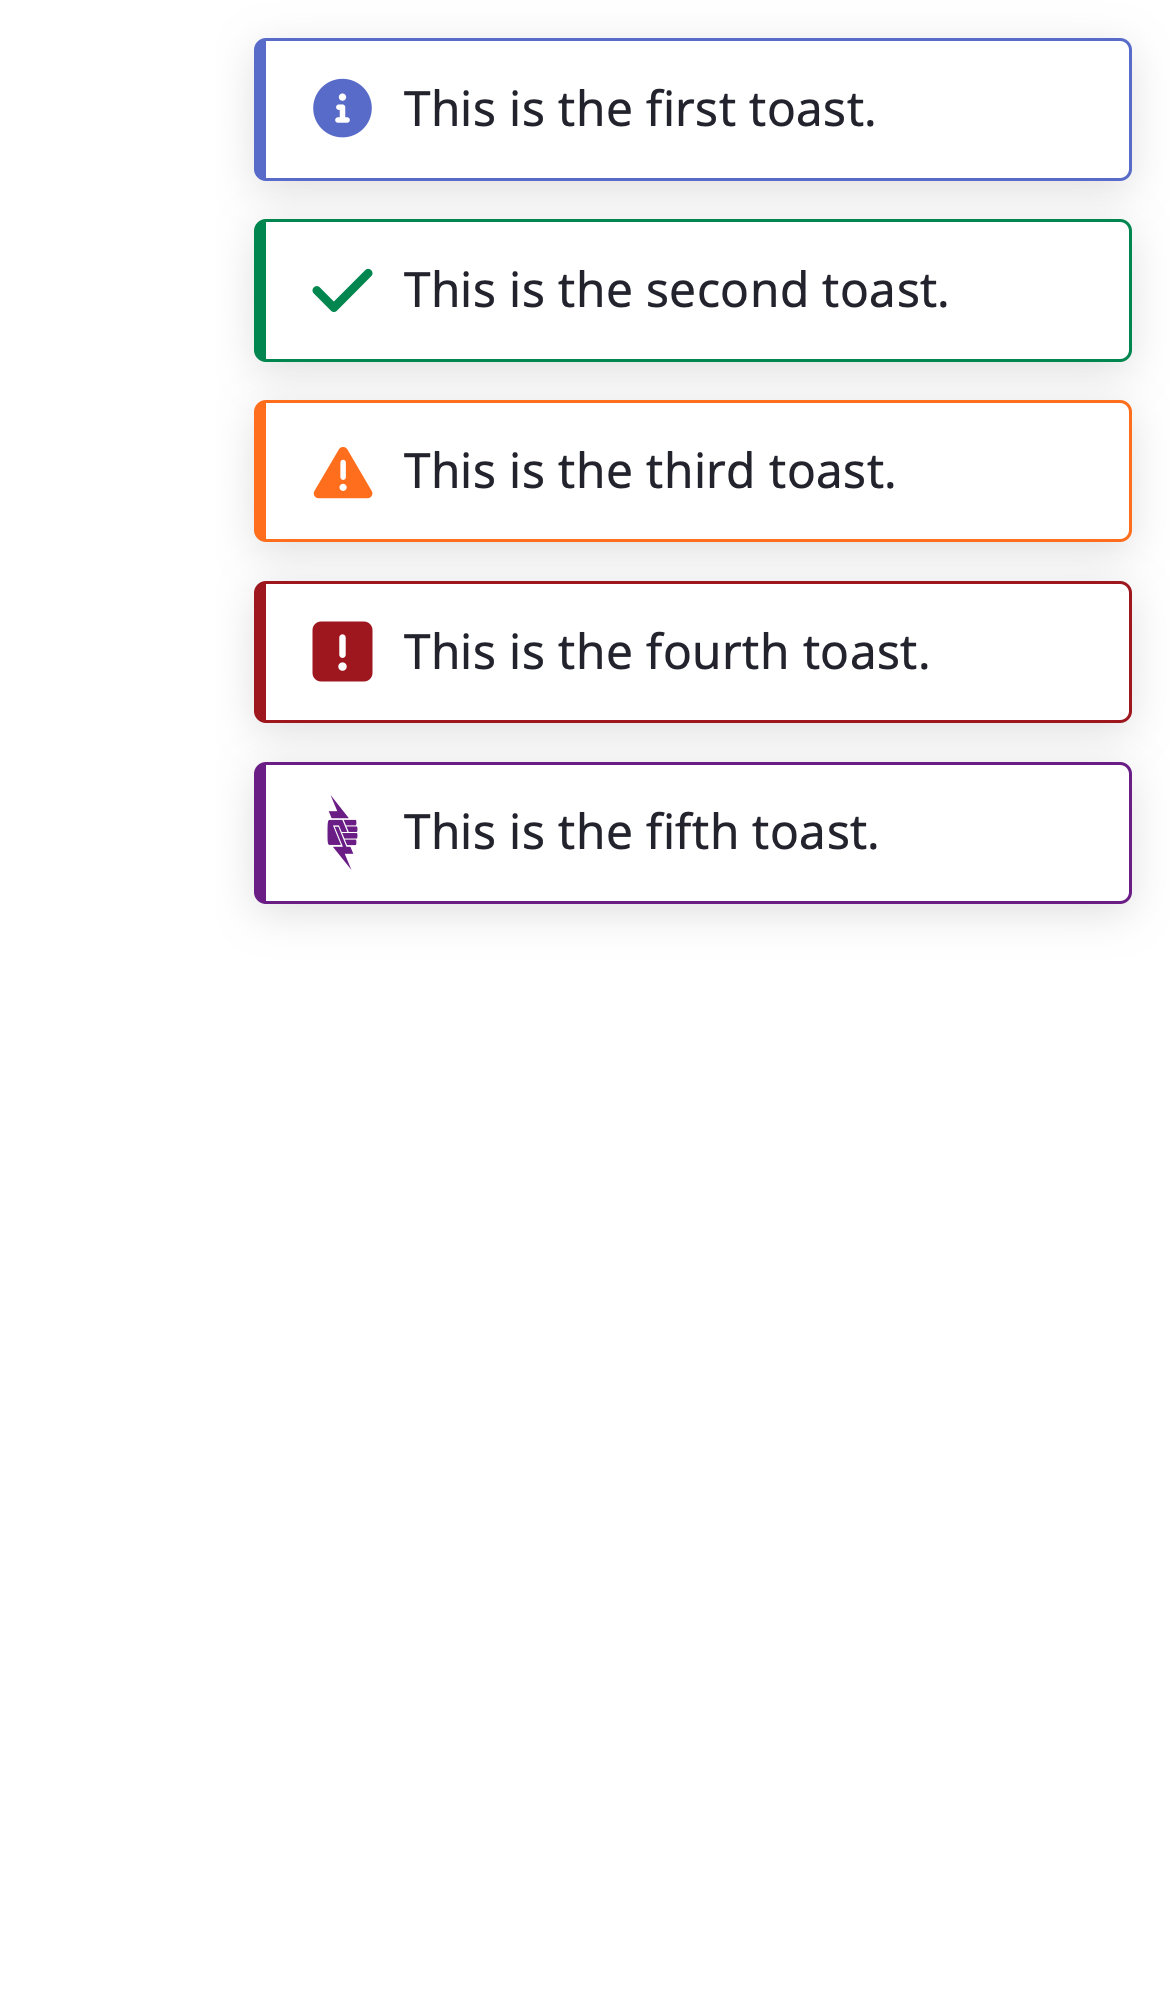 This is the first toast.
This is the second toast.
This is the third toast.
This is the fourth toast.
This is the fifth toast.